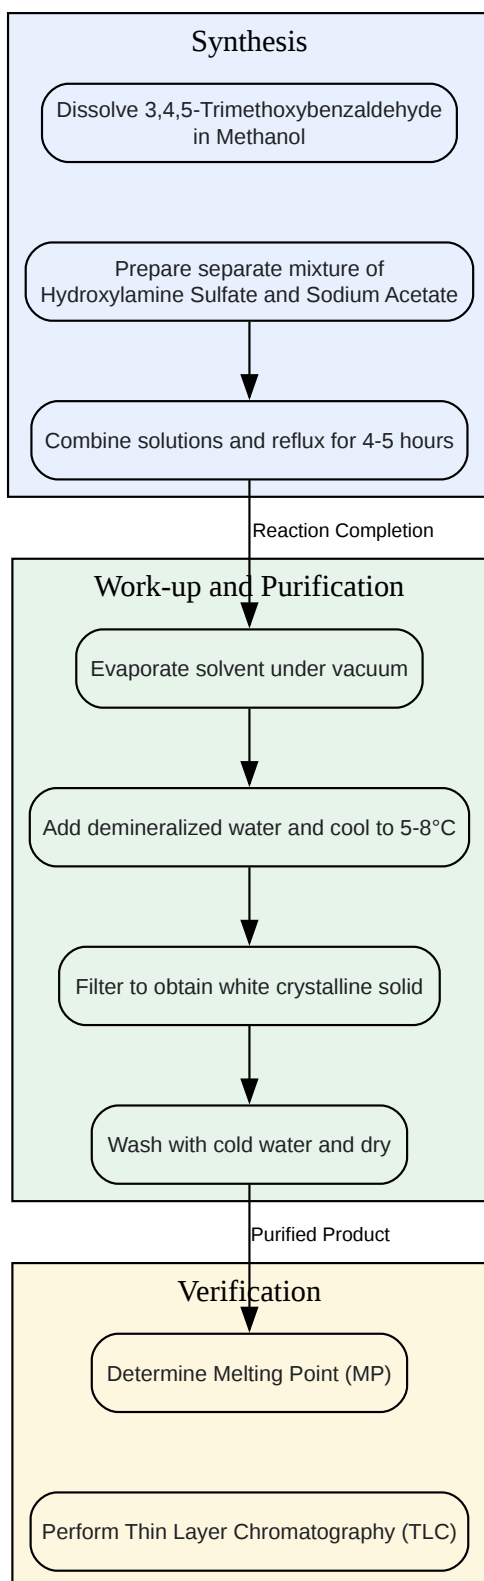 Synthesis
Dissolve 3,4,5-Trimethoxybenzaldehyde
in Methanol
Prepare separate mixture of
Hydroxylamine Sulfate and Sodium Acetate
Combine solutions and reflux for 4-5 hours
Reaction Completion
Work-up and Purification
Evaporate solvent under vacuum
Add demineralized water and cool to 5-8°C
Filter to obtain white crystalline solid
Wash with cold water and dry
Purified Product
Verification
Determine Melting Point (MP)
Perform Thin Layer Chromatography (TLC)